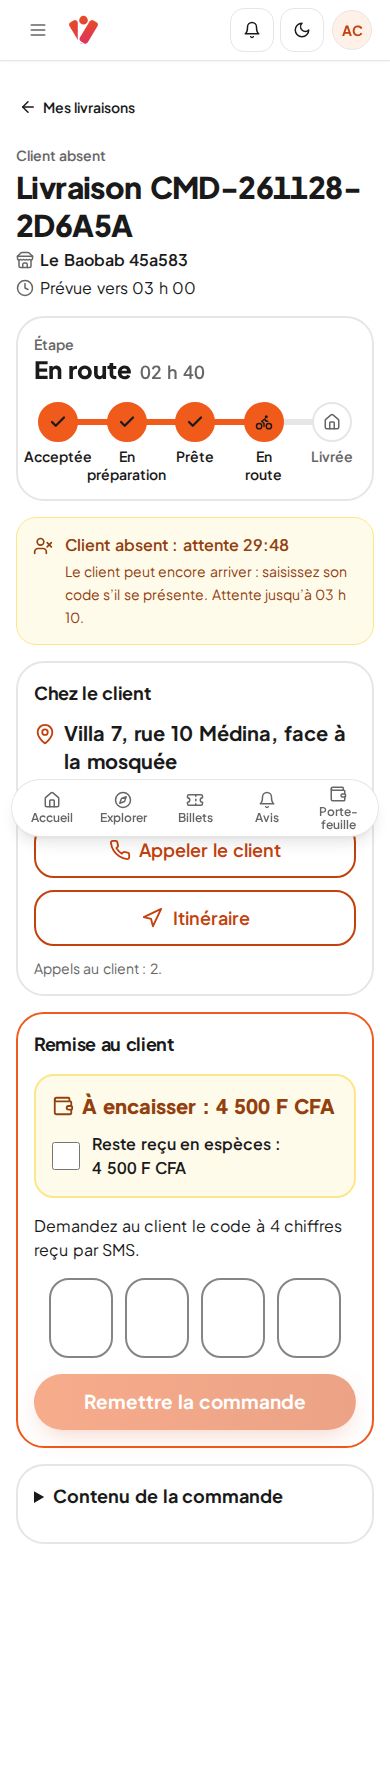 AC
Mes livraisons
Client absent
Livraison CMD-261128-
2D6A5A
Le Baobab 45a583
Prévue vers 03 h 00
Étape
En route 02 h 40
Acceptée
En
préparation
Prête
En
route
Livrée
Client absent : attente 29:48
Le client peut encore arriver : saisissez son
code s'il se présente. Attente jusqu'à 03 h
10.
Chez le client
Villa 7, rue 10 Médina, face à
la mosquée
Accueil
Explorer
Billets
Avis
Porte-
feuille
Appeler le client
Itinéraire
Appels au client : 2.
Remise au client
À encaisser : 4 500 F CFA
Reste reçu en espèces :
4 500 F CFA
Demandez au client le code à 4 chiffres
reçu par SMS.
Remettre la commande
Contenu de la commande